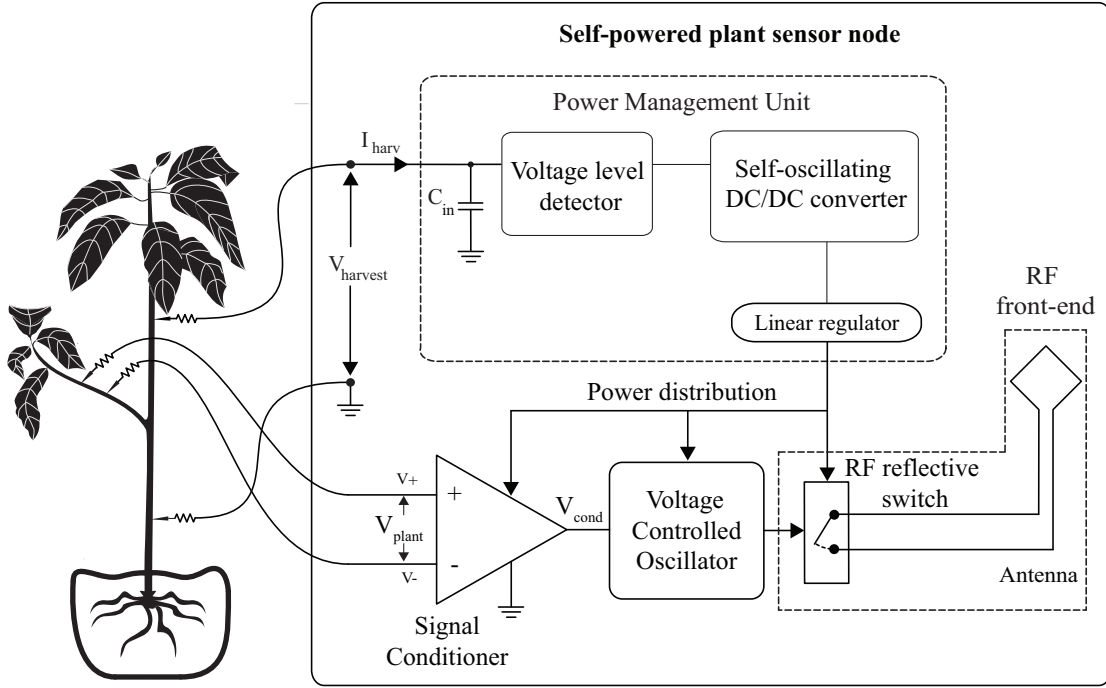 Self-powered plant sensor node
Power Management Unit
I harv
C in
Voltage level
detector
Self-oscillating
DC/DC converter
V harvest
Linear regulator
RF
front-end
Power distribution
V+
+
V plant
V-
-
V cond
Voltage
Controlled
Oscillator
RF reflective
switch
Antenna
Signal
Conditioner